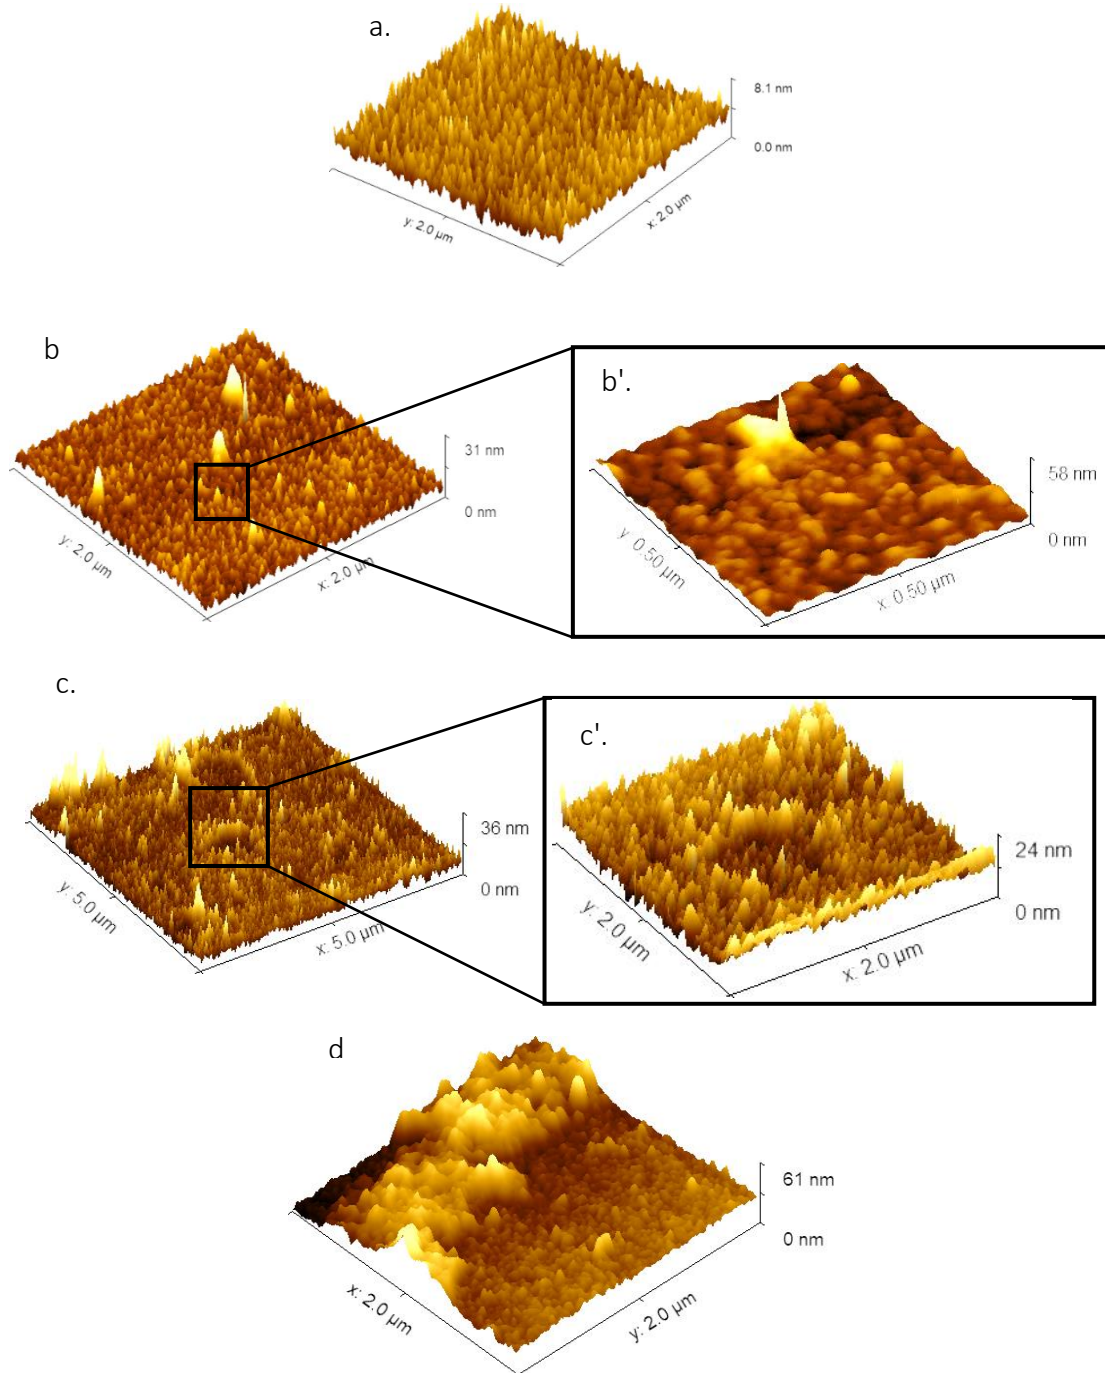 a.
8.1 nm
0.0 nm
y: 2.0 µm
x: 2.0 µm
b
31 nm
0 nm
y: 2.0 µm
x: 2.0 µm
b'.
58 nm
0 nm
y: 0.50 µm
x: 0.50 µm
c.
36 nm
0 nm
y: 5.0 µm
x: 5.0 µm
c'.
24 nm
0 nm
y: 2.0 µm
x: 2.0 µm
d
61 nm
0 nm
x: 2.0 µm
y: 2.0 µm